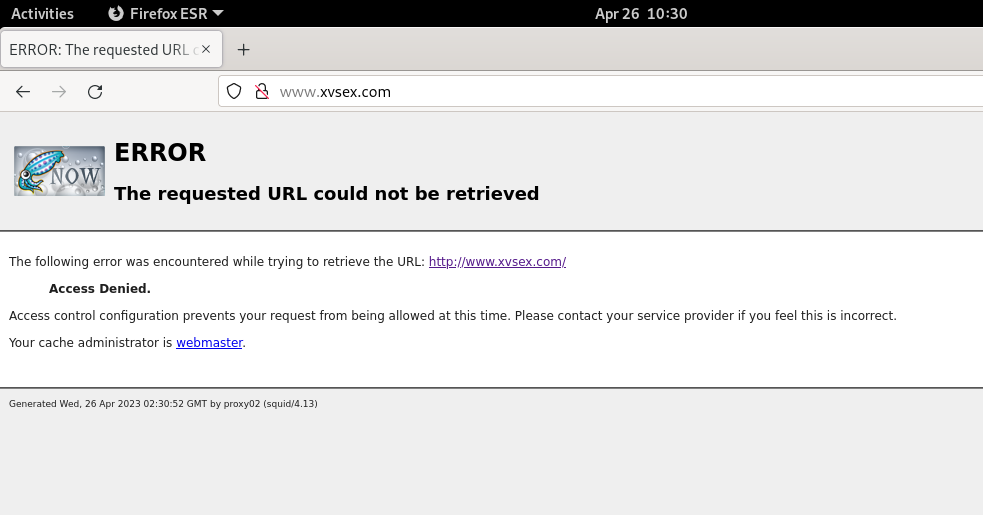 Activities Firefox ESR Apr 26 10:30
ERROR: The requested URL
www.xvsex.com
NOW
ERROR
The requested URL could not be retrieved
The following error was encountered while trying to retrieve the URL: http://www.xvsex.com/
Access Denied.
Access control configuration prevents your request from being allowed at this time. Please contact your service provider if you feel this is incorrect.
Your cache administrator is webmaster.
Generated Wed, 26 Apr 2023 02:30:52 GMT by proxy02 (squid/4.13)